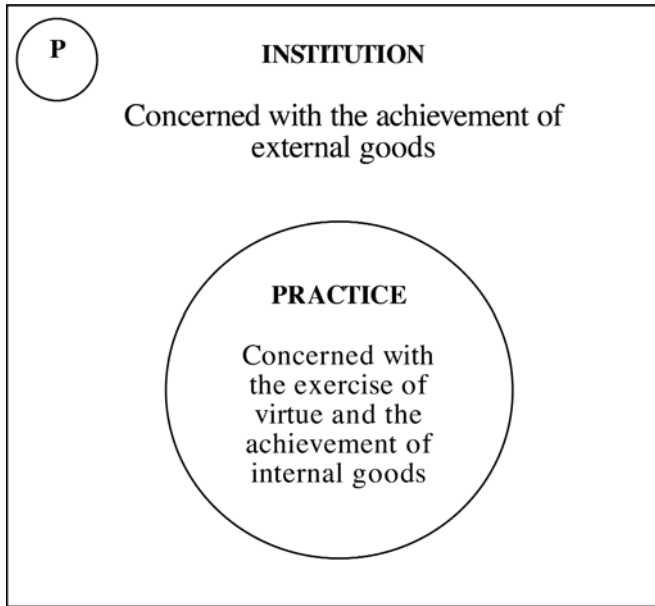 P
INSTITUTION
Concerned with the achievement of
external goods
PRACTICE
Concerned with
the exercise of
virtue and the
achievement of
internal goods